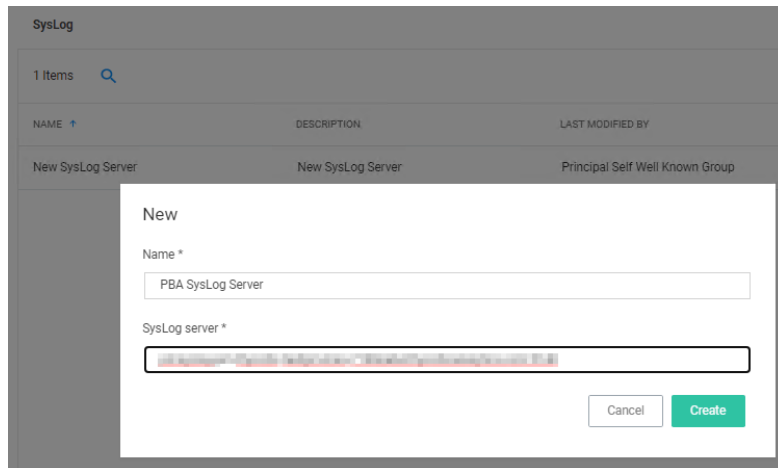 SysLog
1 Items
NAME ↑ DESCRIPTION LAST MODIFIED BY
New SysLog Server New SysLog Server Principal Self Well Known Group
New
Name *
PBA SysLog Server
SysLog server *
Cancel Create